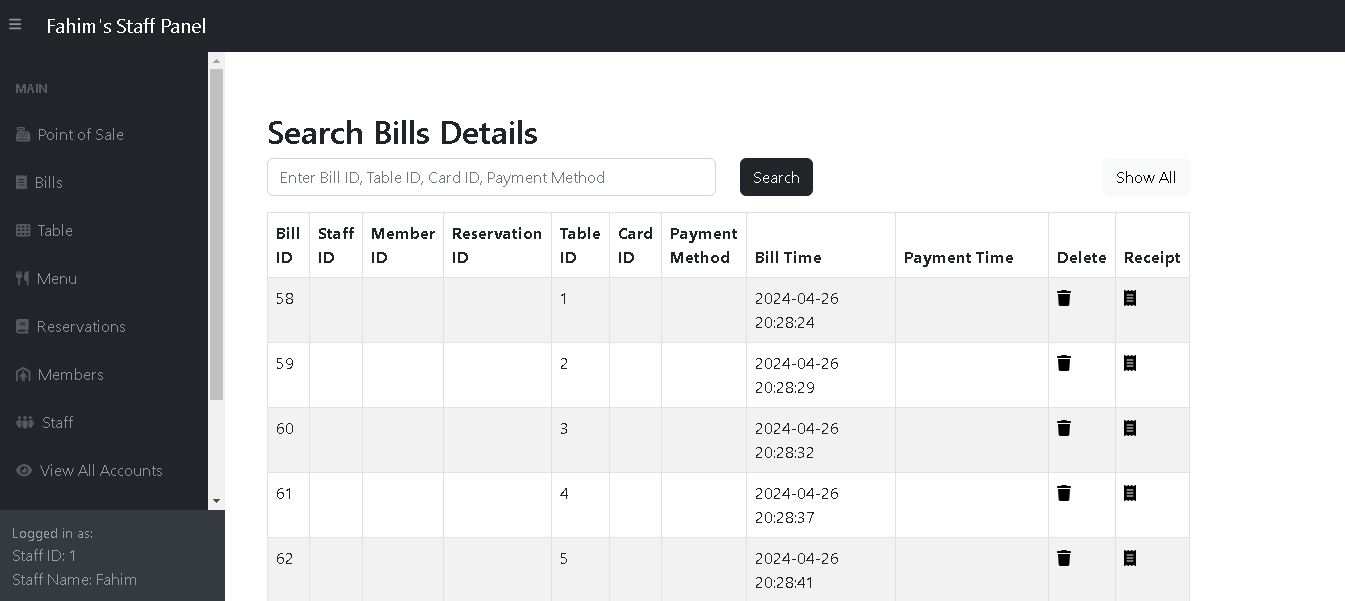 Fahim's Staff Panel
MAIN
Point of Sale
Bills
Table
Menu
Reservations
Members
Staff
View All Accounts
Logged in as:
Staff ID: 1
Staff Name: Fahim
Search Bills Details
Enter Bill ID, Table ID, Card ID, Payment Method
Search
Show All
Bill ID Staff ID Member ID Reservation ID Table ID Card ID Payment Method Bill Time Payment Time Delete Receipt
58 1 2024-04-26 20:28:24
59 2 2024-04-26 20:28:29
60 3 2024-04-26 20:28:32
61 4 2024-04-26 20:28:37
62 5 2024-04-26 20:28:41